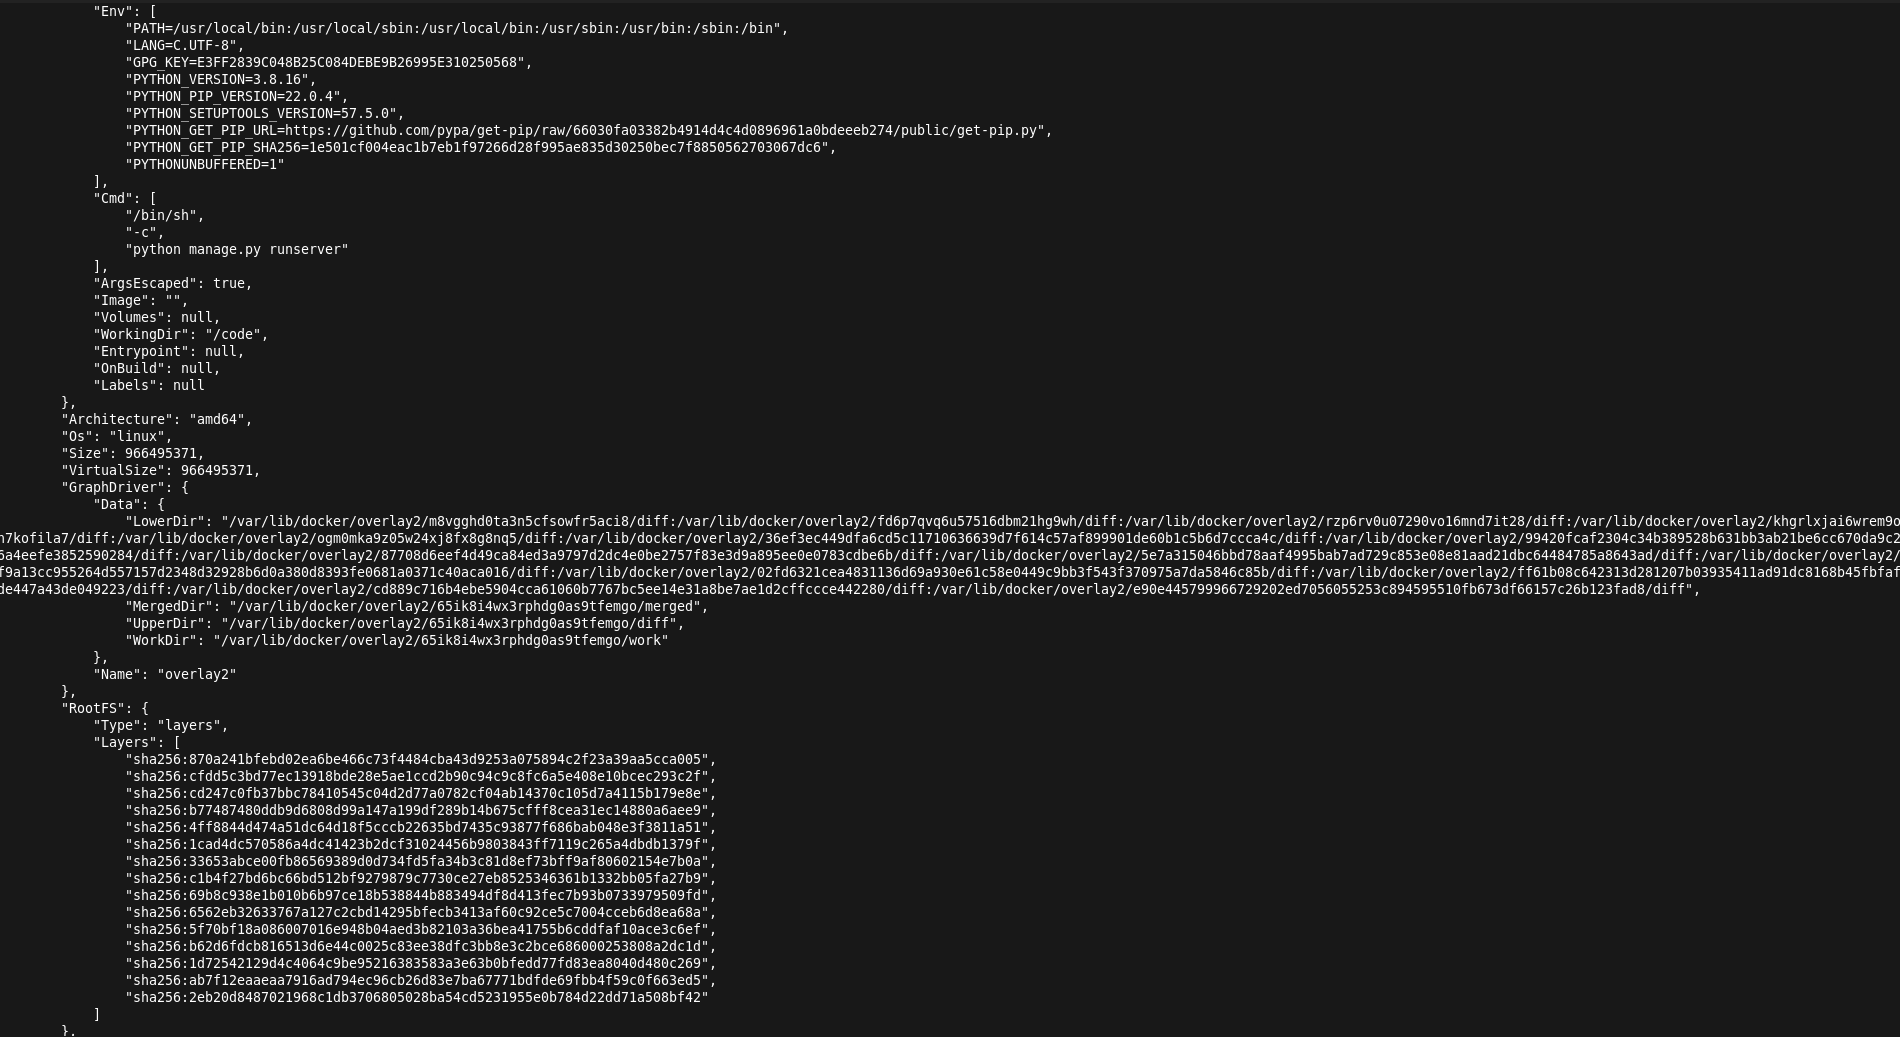 "Env": [
"PATH=/usr/local/bin:/usr/local/sbin:/usr/local/bin:/usr/sbin:/usr/bin:/sbin:/bin",
"LANG=C.UTF-8",
"GPG_KEY=E3FF2839C048B25C084DEBE9B26995E310250568",
"PYTHON_VERSION=3.8.16",
"PYTHON_PIP_VERSION=22.0.4",
"PYTHON_SETUPTOOLS_VERSION=57.5.0",
"PYTHON_GET_PIP_URL=https://github.com/pypa/get-pip/raw/66030fa03382b4914d4c4d0896961a0bdeeeb274/public/get-pip.py",
"PYTHON_GET_PIP_SHA256=1e501cf004eac1b7eb1f97266d28f995ae835d30250bec7f8850562703067dc6",
"PYTHONUNBUFFERED=1"
],
"Cmd": [
"/bin/sh",
"-c",
"python manage.py runserver"
],
"ArgsEscaped": true,
"Image": "",
"Volumes": null,
"WorkingDir": "/code",
"Entrypoint": null,
"OnBuild": null,
"Labels": null
},
"Architecture": "amd64",
"Os": "linux",
"Size": 966495371,
"VirtualSize": 966495371,
"GraphDriver": {
"Data": {
"LowerDir": "/var/lib/docker/overlay2/m8vgghd0ta3n5cfsowfr5aci8/diff:/var/lib/docker/overlay2/fd6p7qvq6u57516dbm21hg9wh/diff:/var/lib/docker/overlay2/rzp6rv0u07290vo16mnd7it28/diff:/var/lib/docker/overlay2/khgrlxjai6wrem9o
n7kofila7/diff:/var/lib/docker/overlay2/ogm0mka9z05w24xj8fx8g8nq5/diff:/var/lib/docker/overlay2/36ef3ec449dfa6cd5c11710636639d7f614c57af899901de60b1c5b6d7ccca4c/diff:/var/lib/docker/overlay2/99420fcaf2304c34b389528b631bb3ab21be6cc670da9c2
5a4eefe3852590284/diff:/var/lib/docker/overlay2/87708d6eef4d49ca84ed3a9797d2dc4e0be2757f83e3d9a895ee0e0783cdbe6b/diff:/var/lib/docker/overlay2/5e7a315046bbd78aaf4995bab7ad729c853e08e81aad21dbc64484785a8643ad/diff:/var/lib/docker/overlay2/
f9a13cc955264d557157d2348d32928b6d0a380d8393fe0681a0371c40aca016/diff:/var/lib/docker/overlay2/02fd6321cea4831136d69a930e61c58e0449c9bb3f543f370975a7da5846c85b/diff:/var/lib/docker/overlay2/ff61b08c642313d281207b03935411ad91dc8168b45fbfaf
de447a43de049223/diff:/var/lib/docker/overlay2/cd889c716b4ebe5904cca61060b7767bc5ee14e31a8be7ae1d2cffccce442280/diff:/var/lib/docker/overlay2/e90e445799966729202ed7056055253c894595510fb673df66157c26b123fad8/diff",
"MergedDir": "/var/lib/docker/overlay2/65ik8i4wx3rphdg0as9tfemgo/merged",
"UpperDir": "/var/lib/docker/overlay2/65ik8i4wx3rphdg0as9tfemgo/diff",
"WorkDir": "/var/lib/docker/overlay2/65ik8i4wx3rphdg0as9tfemgo/work"
},
"Name": "overlay2"
},
"RootFS": {
"Type": "layers",
"Layers": [
"sha256:870a241bfebd02ea6be466c73f4484cba43d9253a075894c2f23a39aa5cca005",
"sha256:cfdd5c3bd77ec13918bde28e5ae1ccd2b90c94c9c8fc6a5e408e10bcec293c2f",
"sha256:cd247c0fb37bbc78410545c04d2d77a0782cf04ab14370c105d7a4115b179e8e",
"sha256:b77487480ddb9d6808d99a147a199df289b14b675cfff8cea31ec14880a6aee9",
"sha256:4ff8844d474a51dc64d18f5cccb22635bd7435c93877f686bab048e3f3811a51",
"sha256:1cad4dc570586a4dc41423b2dcf31024456b9803843ff7119c265a4dbdb1379f",
"sha256:33653abce00fb86569389d0d734fd5fa34b3c81d8ef73bff9af80602154e7b0a",
"sha256:c1b4f27bd6bc66bd512bf9279879c7730ce27eb8525346361b1332bb05fa27b9",
"sha256:69b8c938e1b010b6b97ce18b538844b883494df8d413fec7b93b0733979509fd",
"sha256:6562eb32633767a127c2cbd14295bfecb3413af60c92ce5c7004cceb6d8ea68a",
"sha256:5f70bf18a086007016e948b04aed3b82103a36bea41755b6cddfaf10ace3c6ef",
"sha256:b62d6fdcb816513d6e44c0025c83ee38dfc3bb8e3c2bce686000253808a2dc1d",
"sha256:1d72542129d4c4064c9be95216383583a3e63b0bfedd77fd83ea8040d480c269",
"sha256:ab7f12eaaeaa7916ad794ec96cb26d83e7ba67771bdfde69fbb4f59c0f663ed5",
"sha256:2eb20d8487021968c1db3706805028ba54cd5231955e0b784d22dd71a508bf42"
]
},